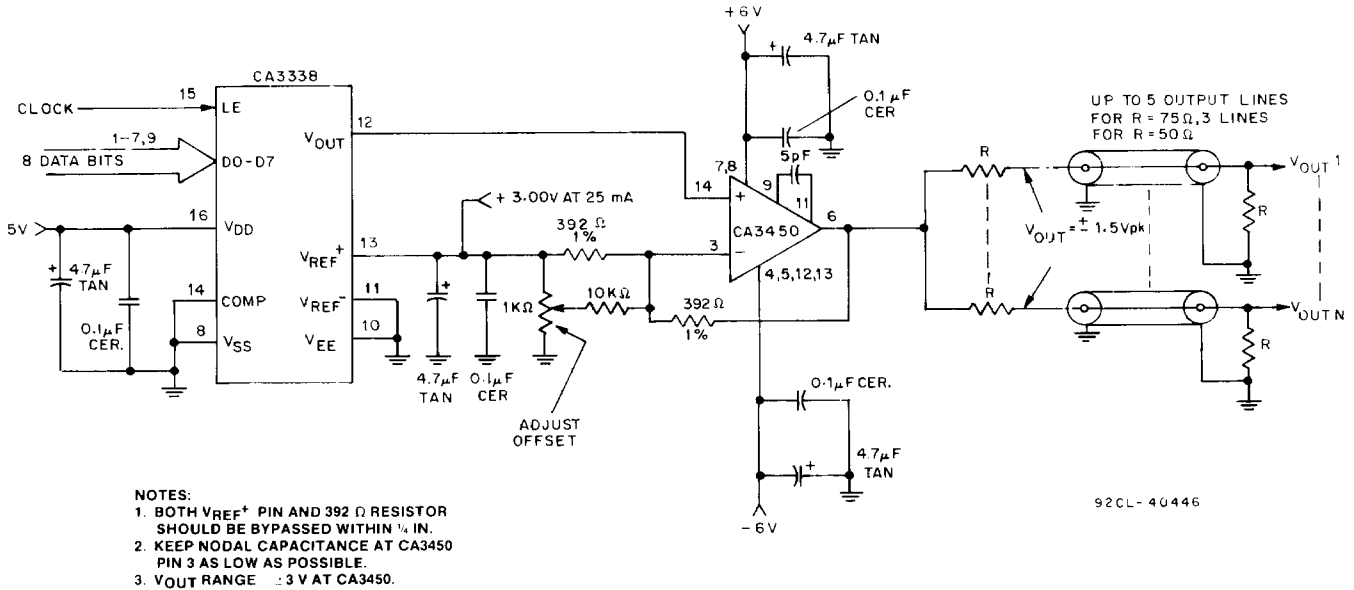 +6V
4.7µF TAN
0.1µF
CER
CA3338
CLOCK
15
LE
1-7,9
8 DATA BITS
D0-D7
VOUT
12
5V
16
VDD
4.7µF
TAN
0.1µF
CER.
14
COMP
8
VSS
VREF+
13
VREF-
11
VEE
10
+ 3.00V AT 25 mA
392 Ω
1%
1KΩ
10KΩ
392Ω
1%
4.7µF
TAN
0.1µF
CER
ADJUST
OFFSET
7,8
5pF
9
11
14
+
CA3450
3
–
6
4,5,12,13
0.1µF CER.
4.7µF
TAN
-6V
UP TO 5 OUTPUT LINES
FOR R = 75Ω, 3 LINES
FOR R = 50Ω
R
VOUT 1
R
VOUT = ± 1.5Vpk
R
VOUT N
R
92CL-40446
NOTES:
1. BOTH VREF+ PIN AND 392 Ω RESISTOR
SHOULD BE BYPASSED WITHIN ¼ IN.
2. KEEP NODAL CAPACITANCE AT CA3450
PIN 3 AS LOW AS POSSIBLE.
3. VOUT RANGE 3 V AT CA3450.